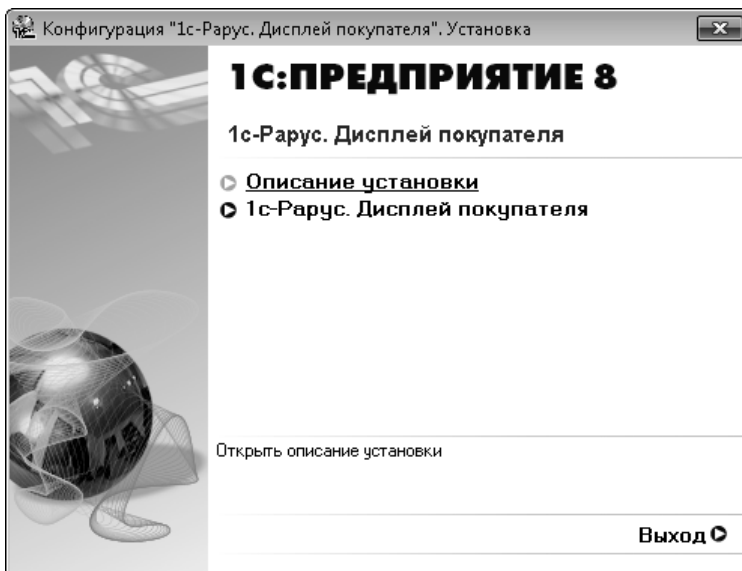 Конфигурация "1с-Рарус. Дисплей покупателя". Установка
1С:ПРЕДПРИЯТИЕ 8
1с-Рарус. Дисплей покупателя
Описание установки
1с-Рарус. Дисплей покупателя
Открыть описание установки
Выход